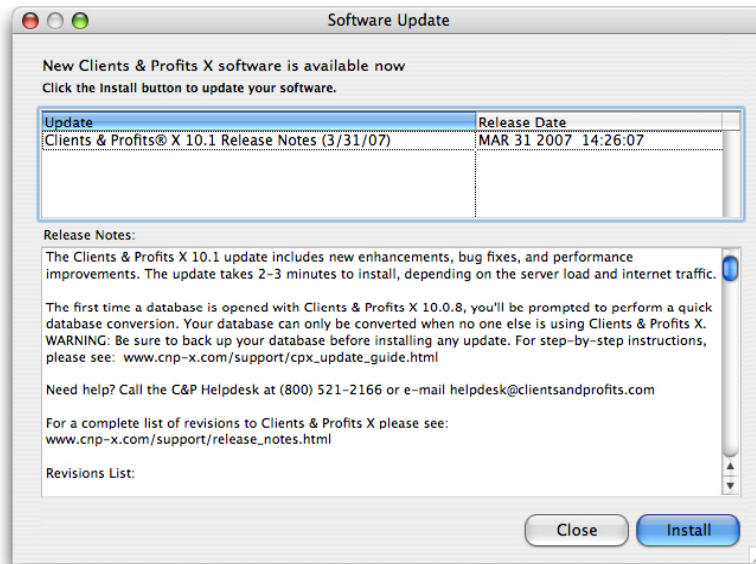 Software Update
New Clients & Profits X software is available now
Click the Install button to update your software.
Update Release Date
Clients & Profits® X 10.1 Release Notes (3/31/07) MAR 31 2007 14:26:07
Release Notes:
The Clients & Profits X 10.1 update includes new enhancements, bug fixes, and performance
improvements. The update takes 2-3 minutes to install, depending on the server load and internet traffic.
The first time a database is opened with Clients & Profits X 10.0.8, you'll be prompted to perform a quick
database conversion. Your database can only be converted when no one else is using Clients & Profits X.
WARNING: Be sure to back up your database before installing any update. For step-by-step instructions,
please see: www.cnp-x.com/support/cpx_update_guide.html
Need help? Call the C&P Helpdesk at (800) 521-2166 or e-mail helpdesk@clientsandprofits.com
For a complete list of revisions to Clients & Profits X please see:
www.cnp-x.com/support/release_notes.html
Revisions List:
Close Install